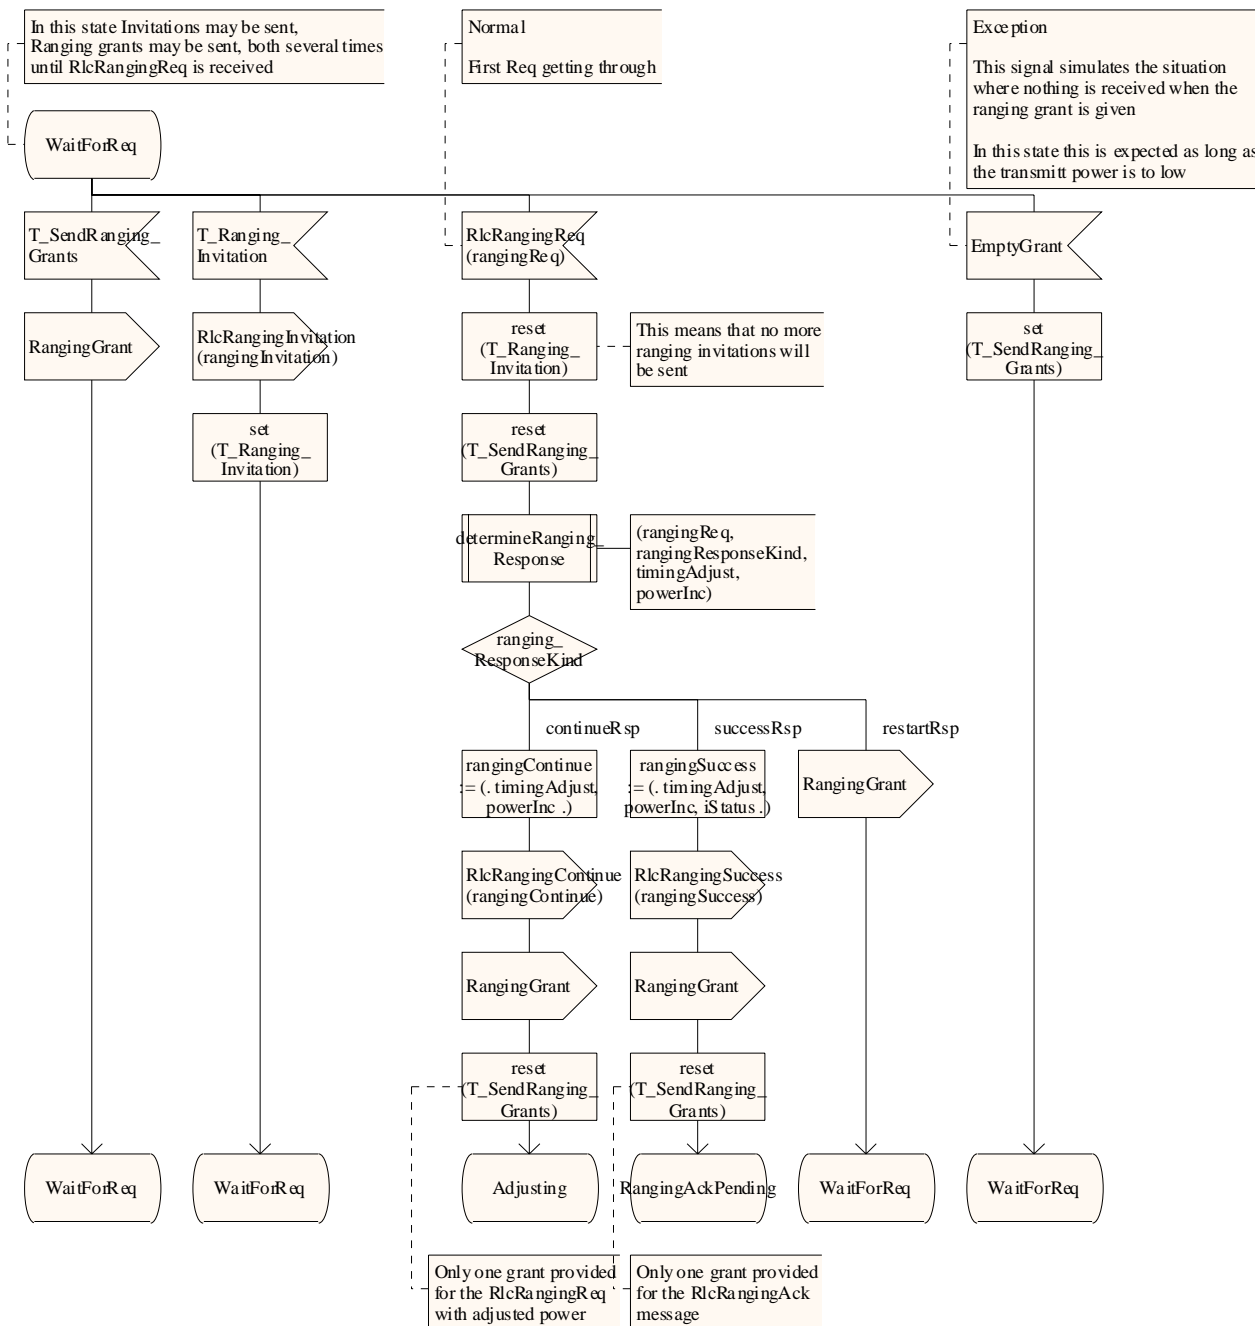 In this state Invitations may be sent,
Ranging grants may be sent, both several times
until RlcRangingReq is received
Normal
First Req getting through
Exception
This signal simulates the situation
where nothing is received when the
ranging grant is given
In this state this is expected as long as
the transmitt power is to low
WaitForReq
T_SendRanging_
Grants
T_Ranging_
Invitation
RlcRangingReq
(rangingReq)
EmptyGrant
RangingGrant
RlcRangingInvitation
(rangingInvitation)
reset
(T_Ranging_
Invitation)
This means that no more
ranging invitations will
be sent
set
(T_SendRanging_
Grants)
set
(T_Ranging_
Invitation)
reset
(T_SendRanging_
Grants)
determineRanging_
Response
(rangingReq,
rangingResponseKind,
timingAdjust,
powerInc)
ranging_
ResponseKind
continueRsp
successRsp
restartRsp
rangingContinue
:= (. timingAdjust,
powerInc .)
rangingSuccess
:= (. timingAdjust,
powerInc, iStatus .)
RangingGrant
RlcRangingContinue
(rangingContinue)
RlcRangingSuccess
(rangingSuccess)
RangingGrant
RangingGrant
reset
(T_SendRanging_
Grants)
reset
(T_SendRanging_
Grants)
WaitForReq
WaitForReq
Adjusting
RangingAckPending
WaitForReq
WaitForReq
Only one grant provided
for the RlcRangingReq
with adjusted power
Only one grant provided
for the RlcRangingAck
message